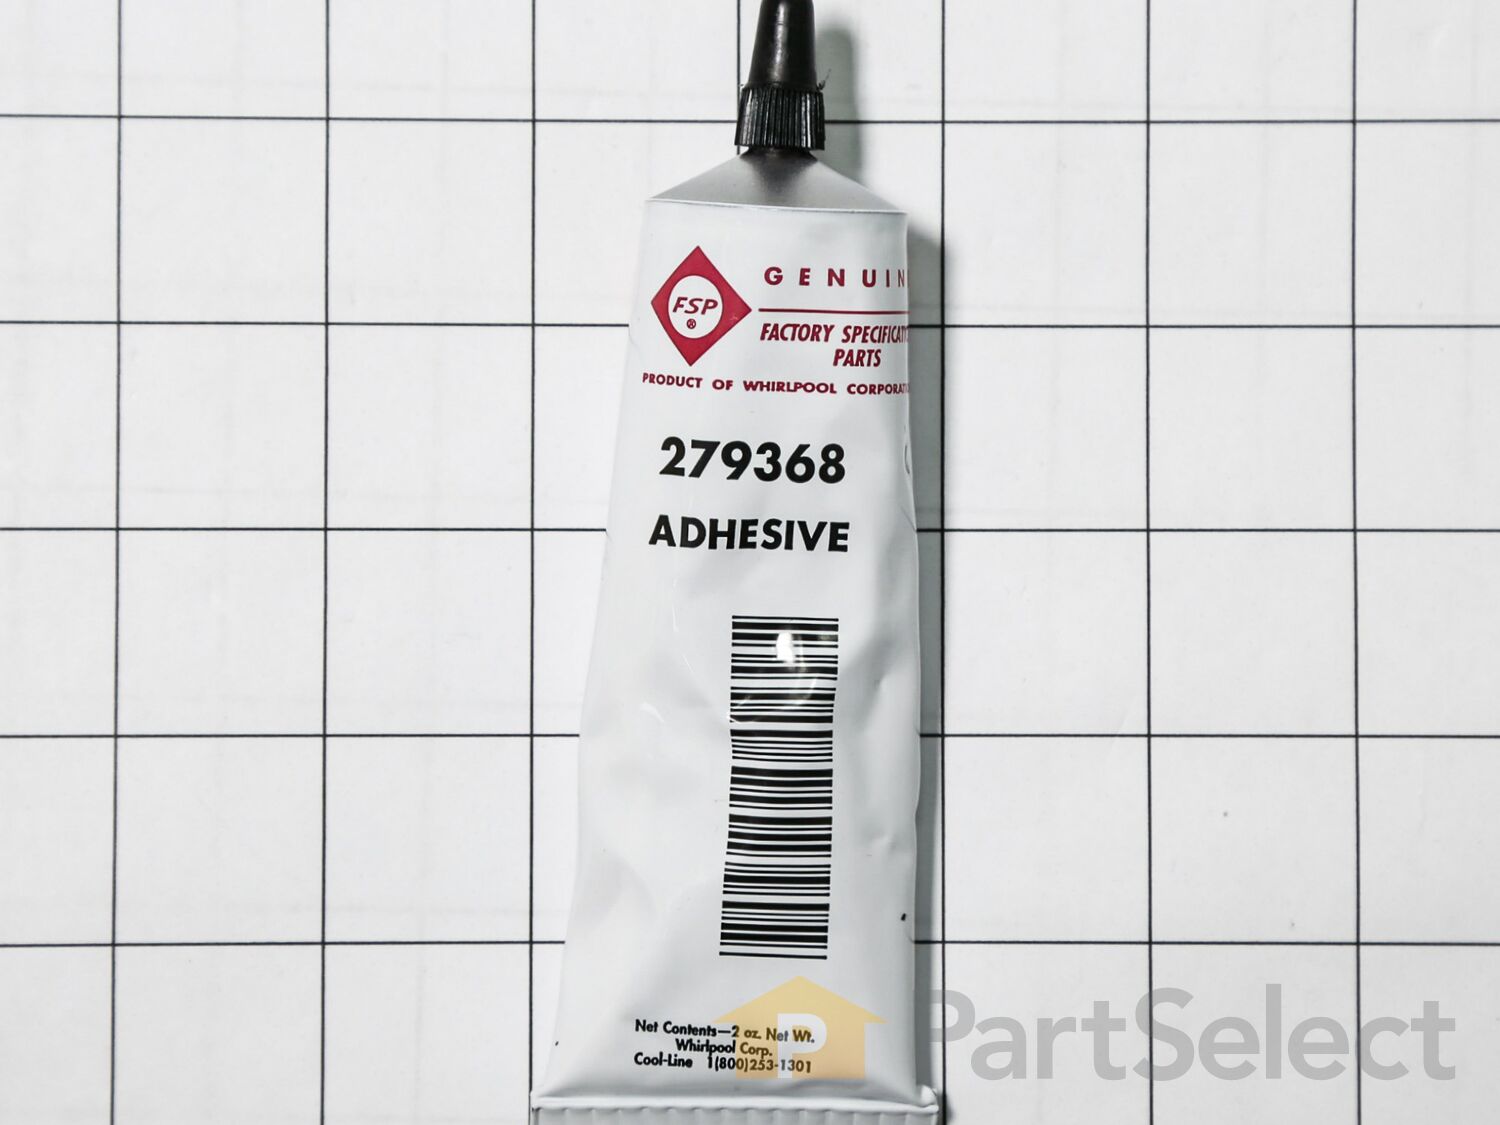 FSP
®
GENUIN
FACTORY SPECIFICATI
PARTS
PRODUCT OF WHIRLPOOL CORPORATI
279368
ADHESIVE
Net Contents—2 oz. Net Wt.
Whirlpool Corp.
Cool-Line 1(800)253-1301
P
PartSelect